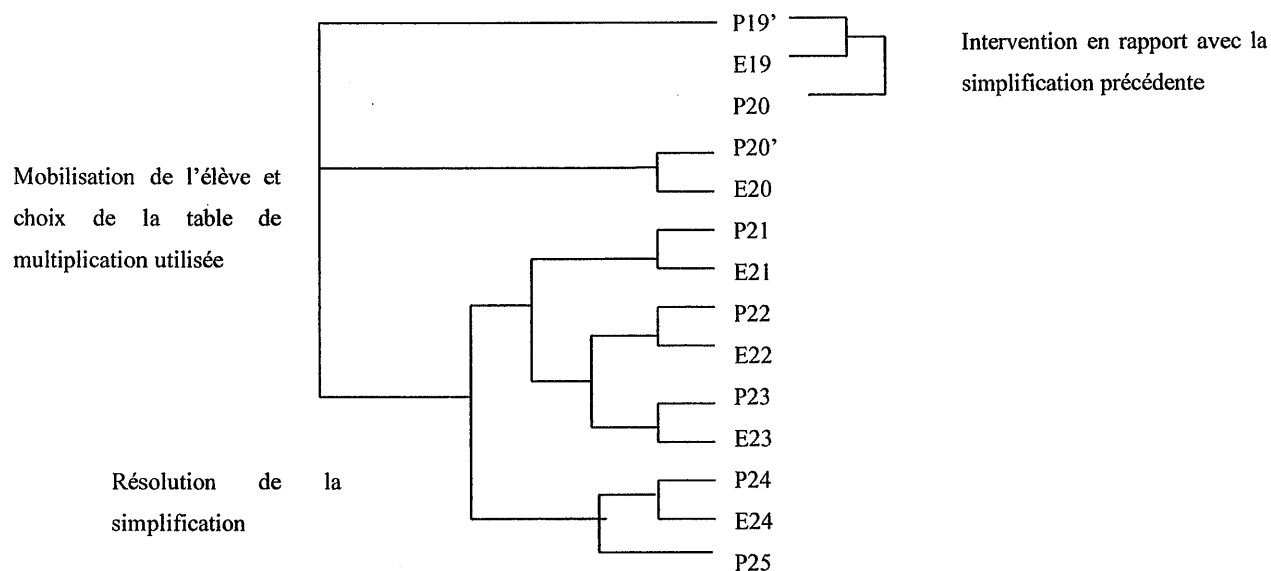 P19’
E19
P20
Intervention en rapport avec la
simplification précédente
P20’
E20
Mobilisation de l’élève et
choix de la table de
multiplication utilisée
P21
E21
P22
E22
P23
E23
P24
E24
P25
Résolution de la
simplification